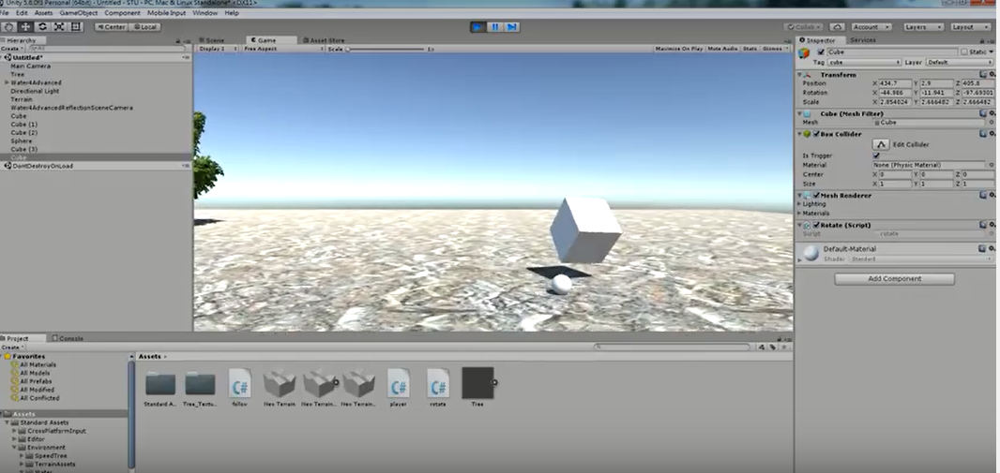 Unity 5.6.0f3 Personal (64bit) - Untitled - STU - PC, Mac & Linux Standalone* <DX11>
File Edit Assets GameObject Component Mobile Input Window Help
Center Local
Collab Account Layers Layout
Hierarchy
Create
Untitled*
Main Camera
Tree
Water4Advanced
Directional Light
Terrain
Water4AdvancedReflectionSceneCamera
Cube
Cube (1)
Cube (2)
Sphere
Cube (3)
Cube
DontDestroyOnLoad
Scene Game Asset Store
Display 1 Free Aspect Scale 1x Maximize On Play Mute Audio Stats Gizmos
Inspector Services
Cube Static
Tag cube Layer Default
Transform
Position X 434.7 Y 2.9 Z 405.8
Rotation X -44.986 Y -11.941 Z -97.69301
Scale X 2.854024 Y 2.666482 Z 2.666482
Cube (Mesh Filter)
Mesh Cube
Box Collider
Edit Collider
Is Trigger
Material None (Physic Material)
Center X 0 Y 0 Z 0
Size X 1 Y 1 Z 1
Mesh Renderer
Lighting
Materials
Rotate (Script)
Script rotate
Default-Material
Shader Standard
Add Component
Project Console
Create
Favorites
All Materials
All Models
All Prefabs
All Modified
All Conflicted
Assets
Standard Assets
CrossPlatformInput
Editor
Environment
SpeedTree
TerrainAssets
Water
Assets
Standard A... Tree_Textu... follow New Terrain New Terrain... New Terrain... player rotate Tree